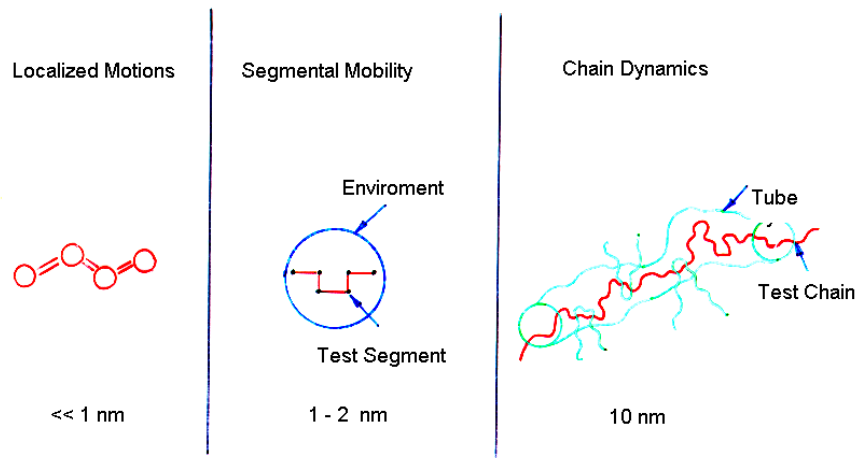 Localized Motions
Segmental Mobility
Chain Dynamics
Enviroment
Tube
Test Chain
Test Segment
<< 1 nm
1 - 2 nm
10 nm